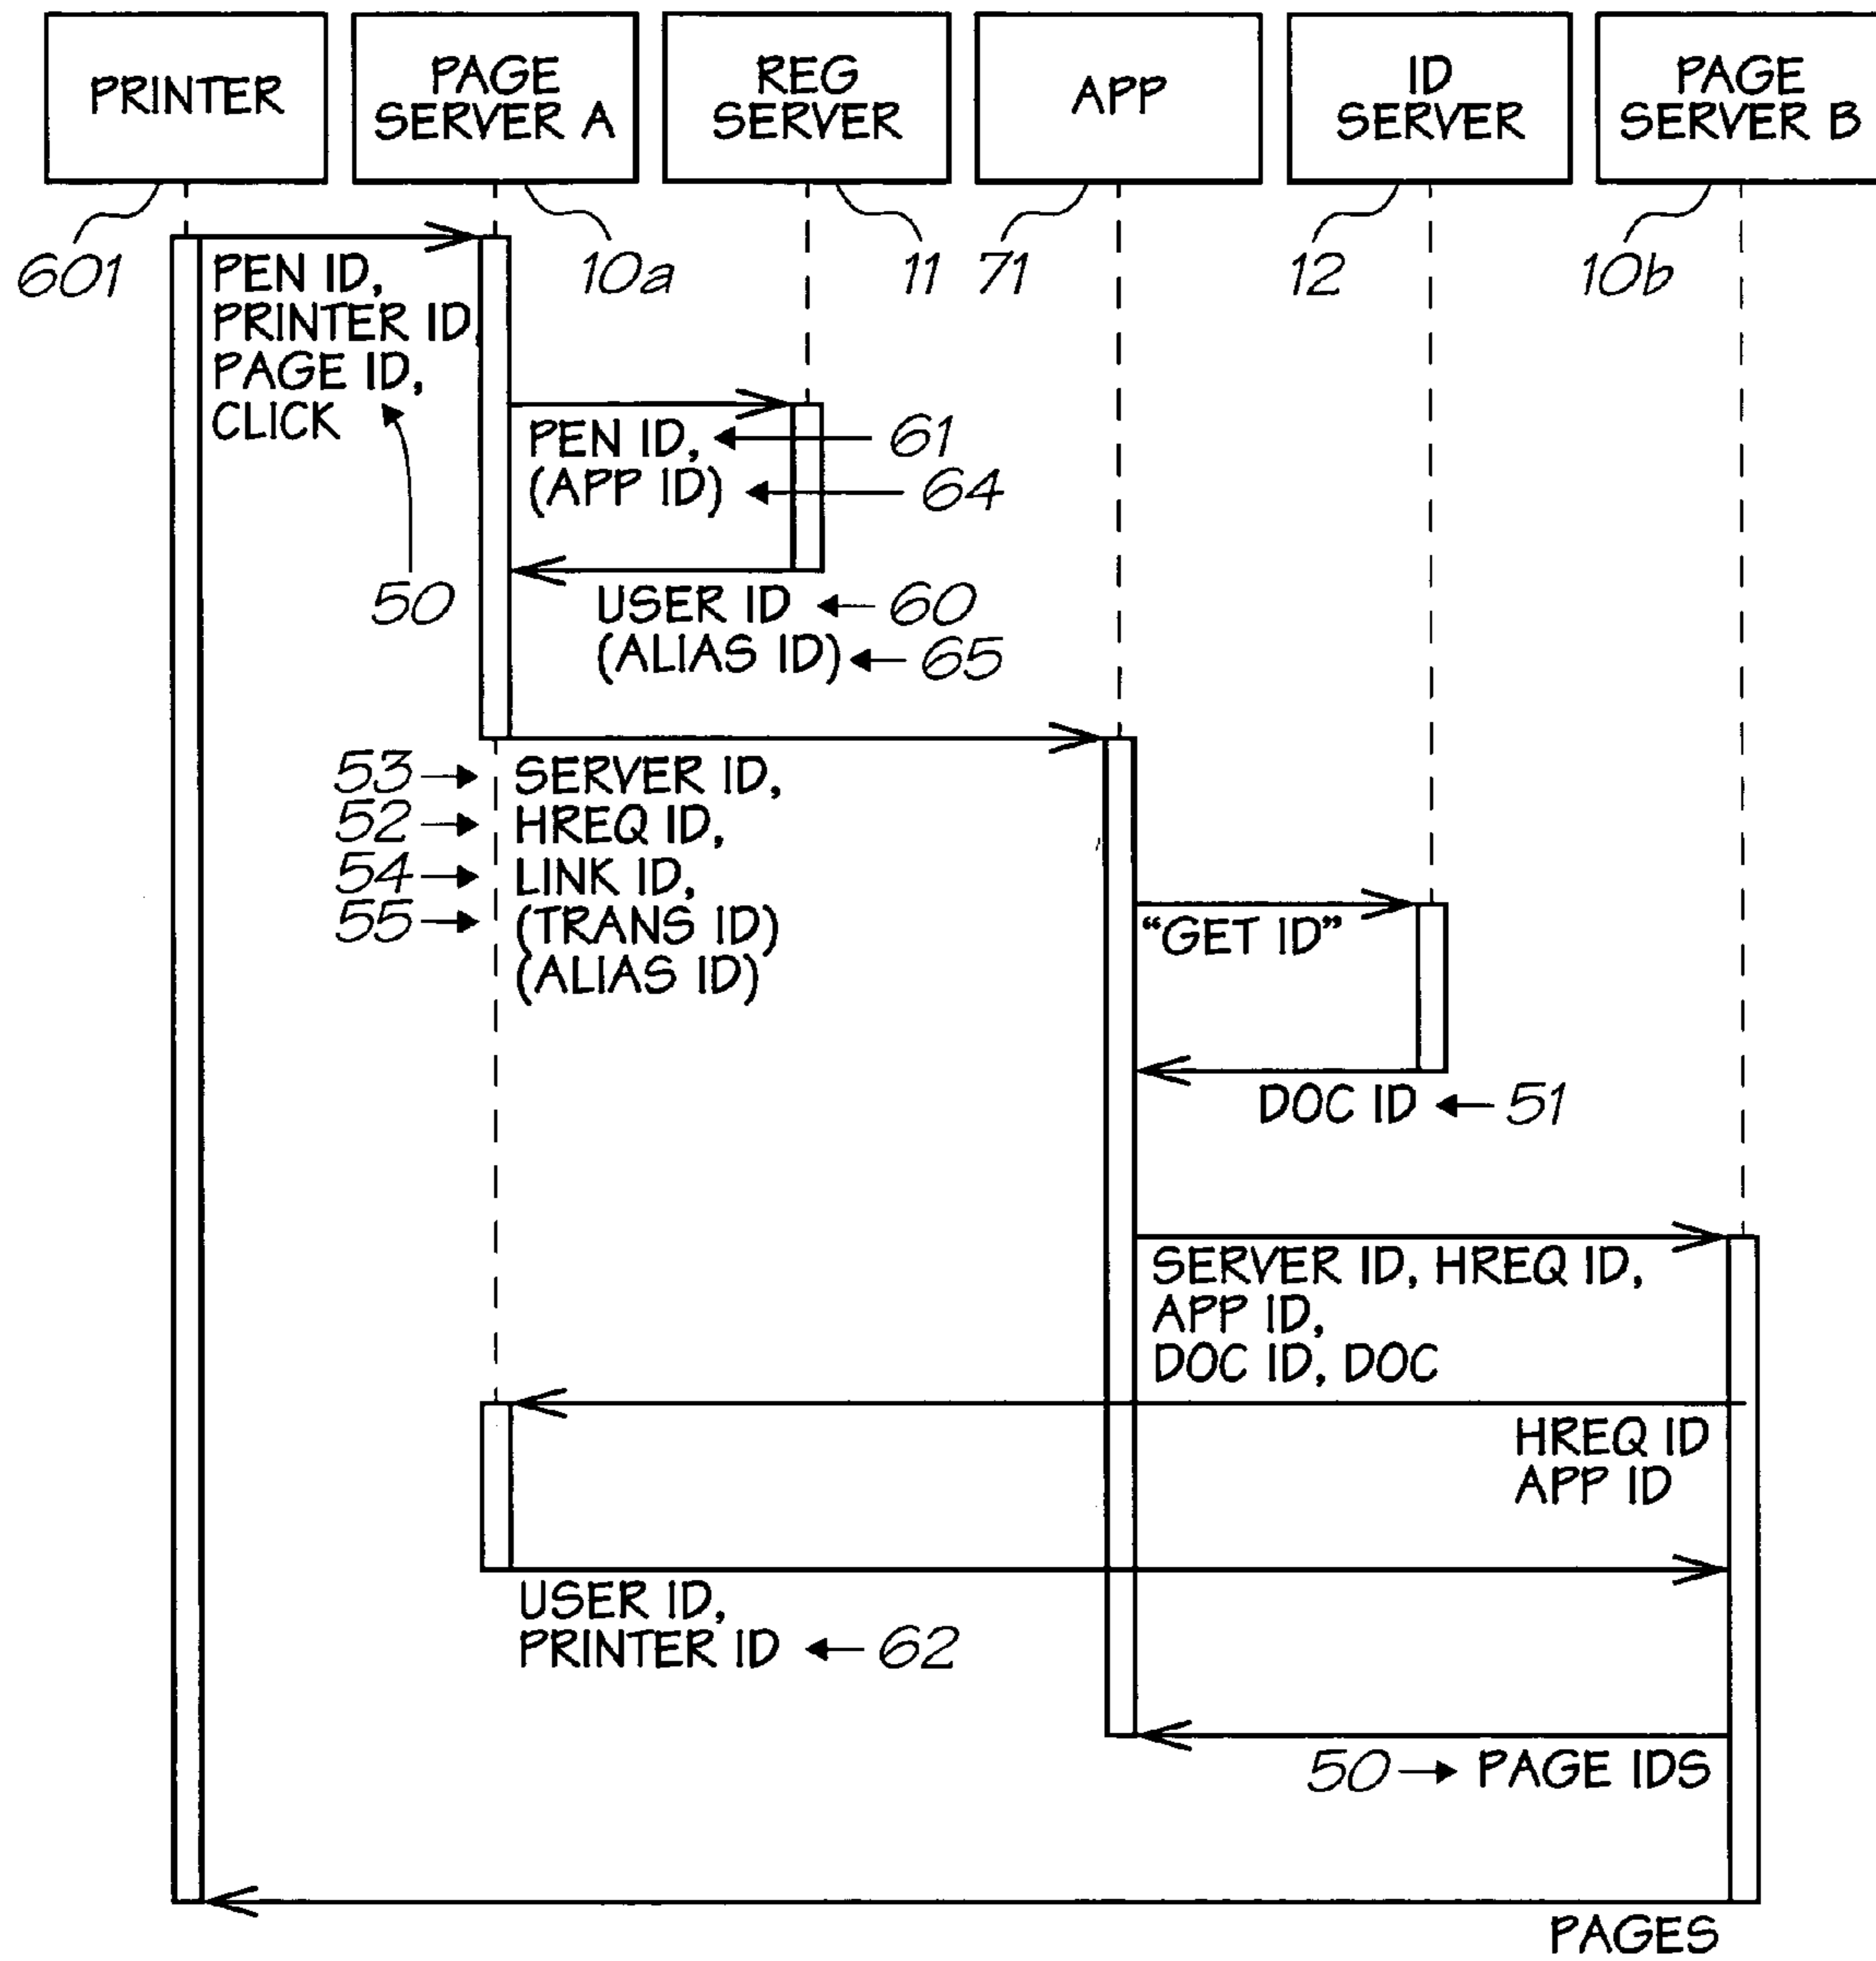 PRINTER
PAGE
SERVER A
REG
SERVER
APP
ID
SERVER
PAGE
SERVER B
601
10a
11
71
12
10b
PEN ID,
PRINTER ID
PAGE ID,
CLICK
50
PEN ID,
61
(APP ID)
64
USER ID
60
(ALIAS ID)
65
53
SERVER ID,
52
HREQ ID,
54
LINK ID,
55
(TRANS ID)
(ALIAS ID)
“GET ID”
DOC ID
51
SERVER ID, HREQ ID,
APP ID,
DOC ID, DOC
HREQ ID
APP ID
USER ID,
PRINTER ID
62
50
PAGE IDS
PAGES